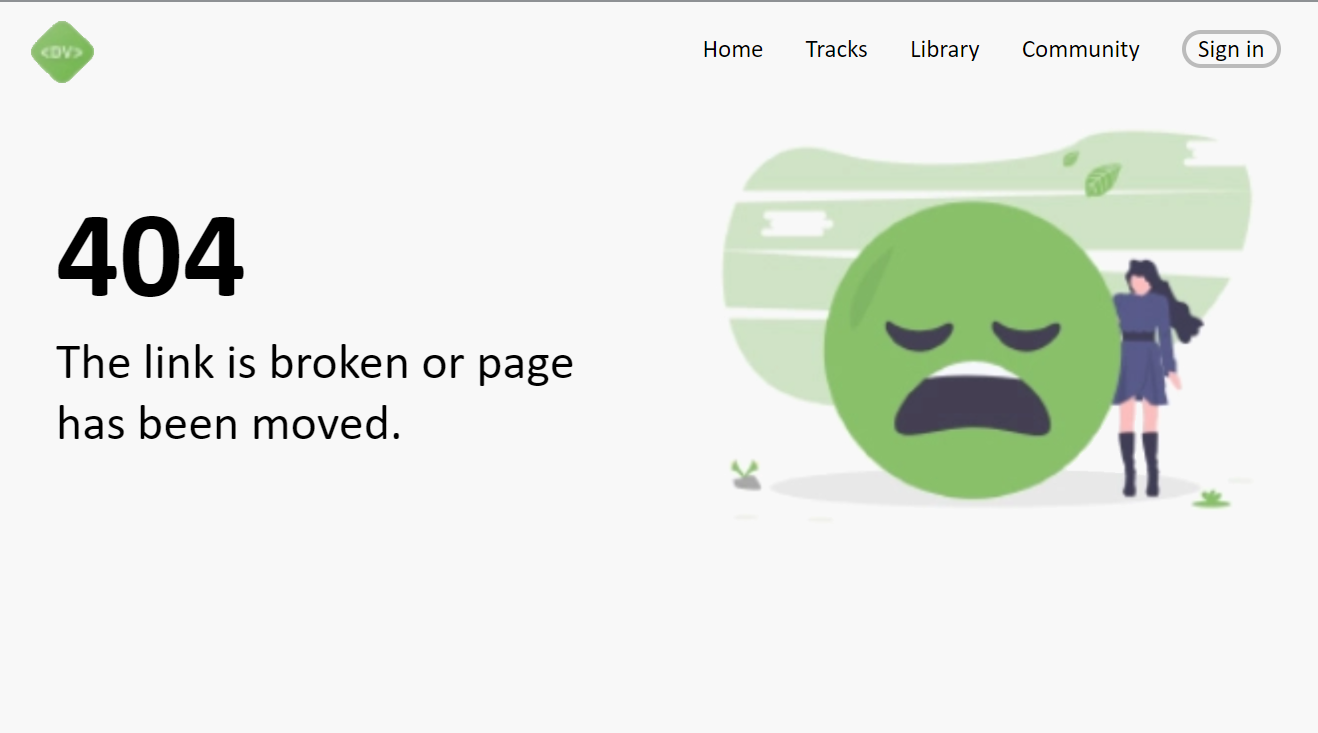 <DV>
Home Tracks Library Community Sign in
404
The link is broken or page
has been moved.